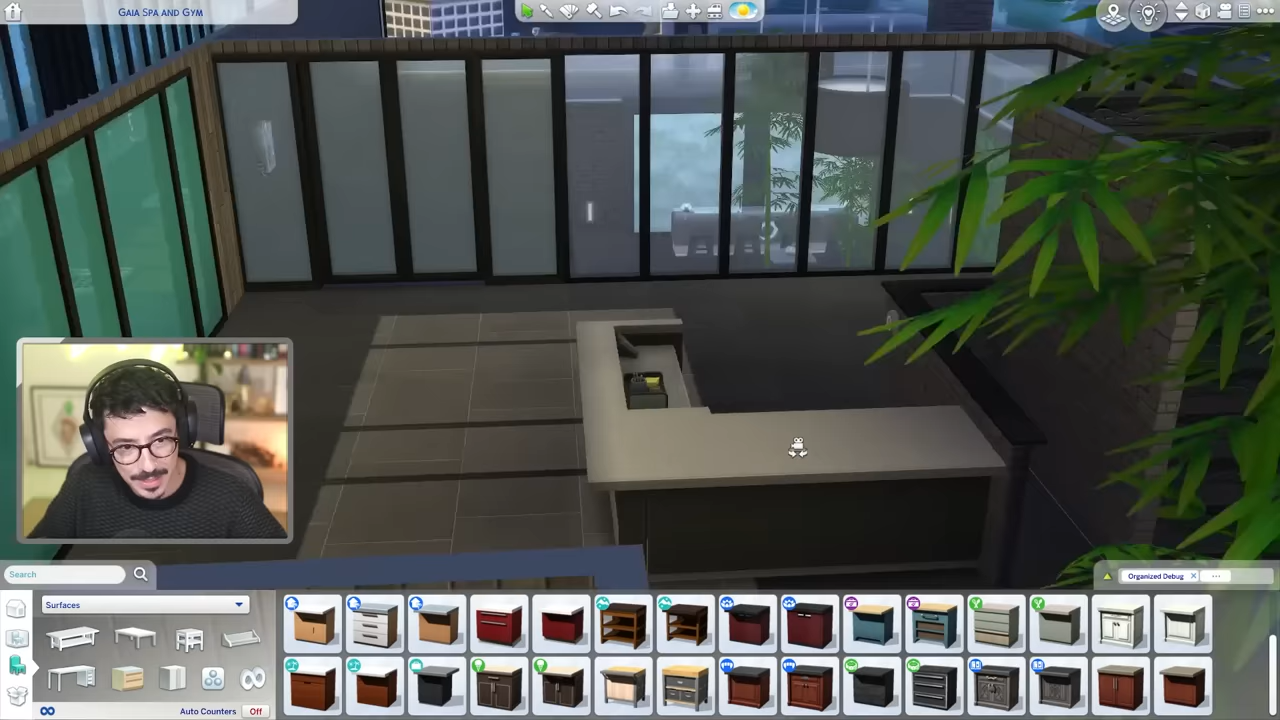 Gaia Spa and Gym
Search
Organized Debug
Surfaces
Auto Counters
Off